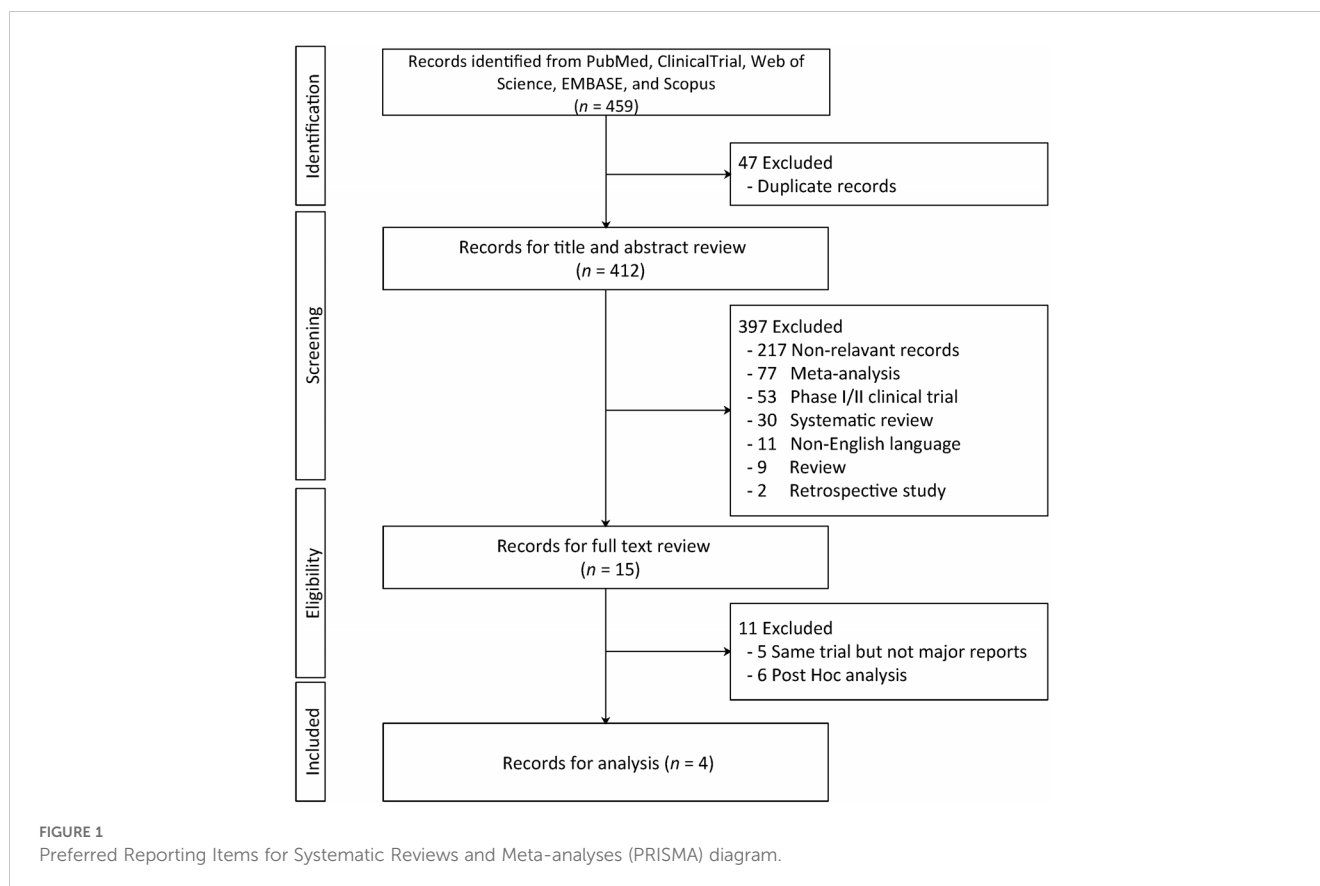 Identification
Records identified from PubMed, ClinicalTrial, Web of
Science, EMBASE, and Scopus
(n = 459)
47 Excluded
- Duplicate records
Screening
Records for title and abstract review
(n = 412)
397 Excluded
- 217 Non-relavant records
- 77 Meta-analysis
- 53 Phase I/II clinical trial
- 30 Systematic review
- 11 Non-English language
- 9 Review
- 2 Retrospective study
Eligibility
Records for full text review
(n = 15)
11 Excluded
- 5 Same trial but not major reports
- 6 Post Hoc analysis
Included
Records for analysis (n = 4)
FIGURE 1
Preferred Reporting Items for Systematic Reviews and Meta-analyses (PRISMA) diagram.